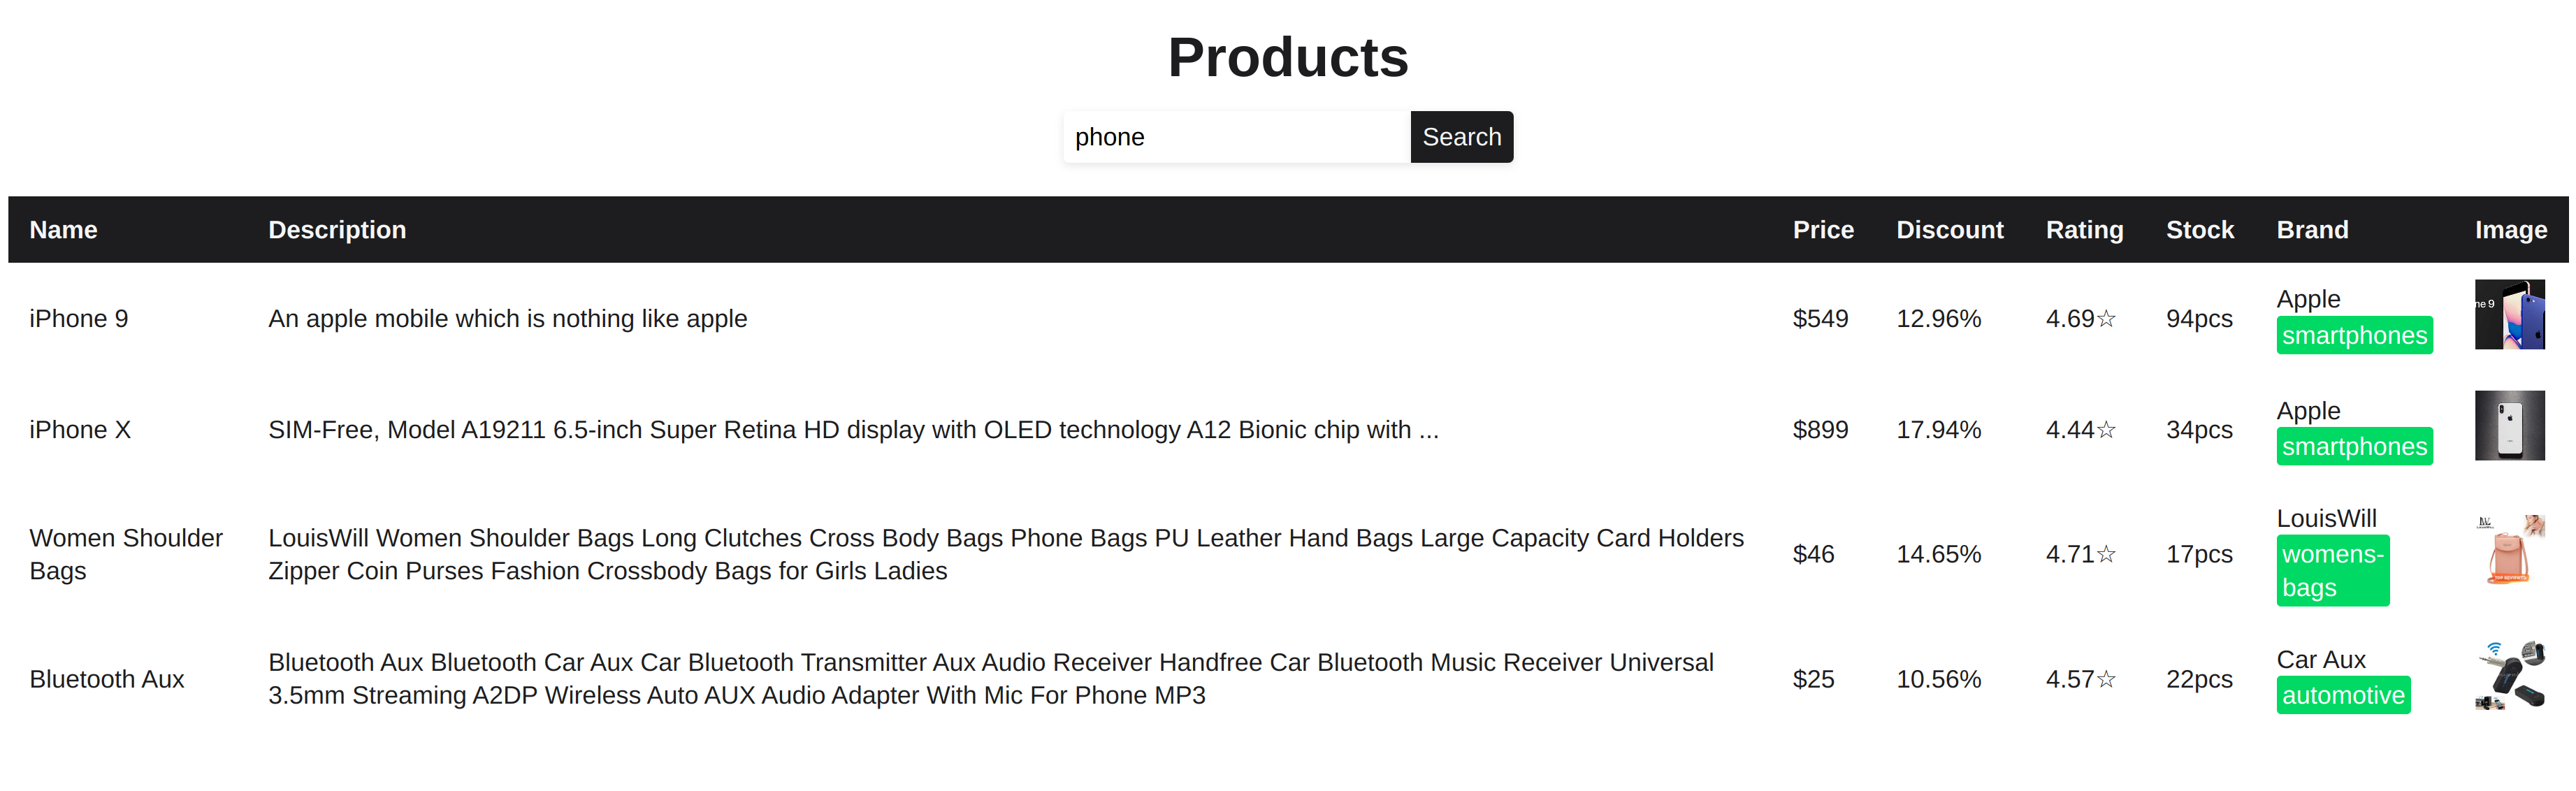 Products
phone
Search
Name Description Price Discount Rating Stock Brand Image
iPhone 9 An apple mobile which is nothing like apple $549 12.96% 4.69☆ 94pcs Apple
smartphones
ne 9
iPhone X SIM-Free, Model A19211 6.5-inch Super Retina HD display with OLED technology A12 Bionic chip with ... $899 17.94% 4.44☆ 34pcs Apple
smartphones
Women Shoulder
Bags
LouisWill Women Shoulder Bags Long Clutches Cross Body Bags Phone Bags PU Leather Hand Bags Large Capacity Card Holders
Zipper Coin Purses Fashion Crossbody Bags for Girls Ladies
$46 14.65% 4.71☆ 17pcs LouisWill
womens-
bags
Bluetooth Aux
Bluetooth Aux Bluetooth Car Aux Car Bluetooth Transmitter Aux Audio Receiver Handfree Car Bluetooth Music Receiver Universal
3.5mm Streaming A2DP Wireless Auto AUX Audio Adapter With Mic For Phone MP3
$25 10.56% 4.57☆ 22pcs Car Aux
automotive